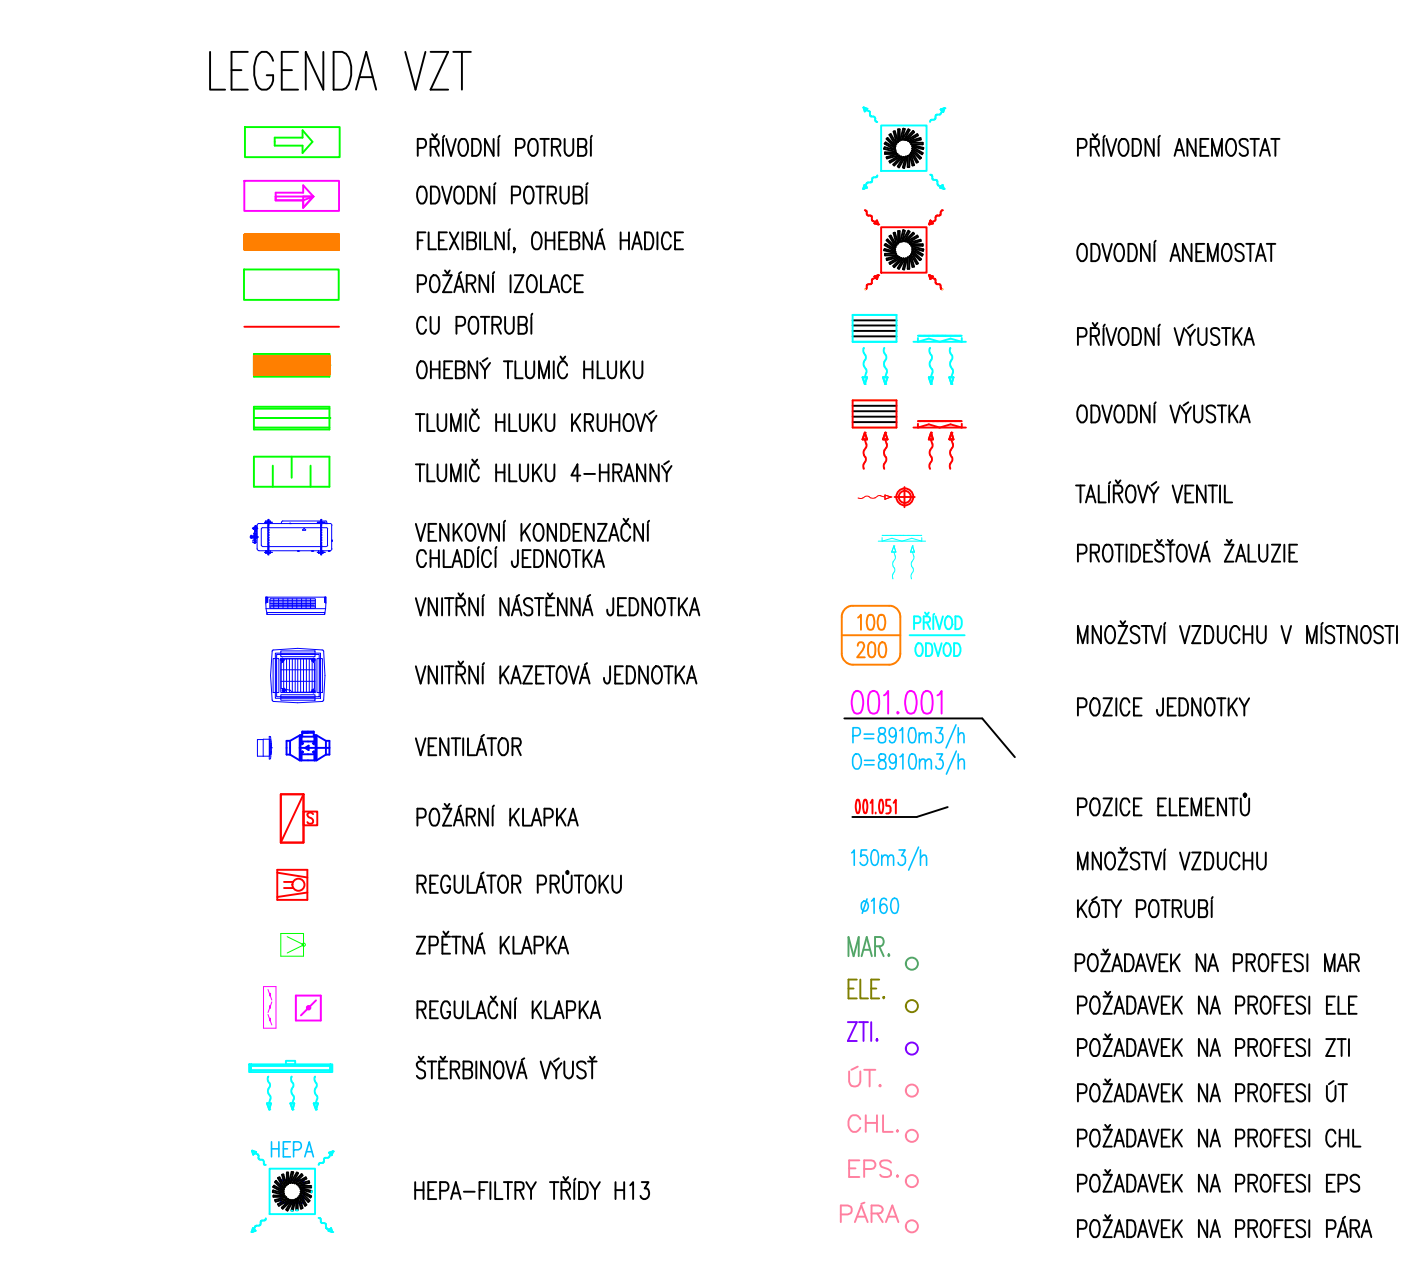 LEGENDA VZT
PŘÍVODNÍ POTRUBÍ
ODVODNÍ POTRUBÍ
FLEXIBILNÍ, OHEBNÁ HADICE
POŽÁRNÍ IZOLACE
CU POTRUBÍ
OHEBNÝ TLUMIČ HLUKU
TLUMIČ HLUKU KRUHOVÝ
TLUMIČ HLUKU 4-HRANNÝ
VENKOVNÍ KONDENZAČNÍ
CHLADÍCÍ JEDNOTKA
VNITŘNÍ NÁSTĚNNÁ JEDNOTKA
VNITŘNÍ KAZETOVÁ JEDNOTKA
VENTILÁTOR
S POŽÁRNÍ KLAPKA
REGULÁTOR PRŮTOKU
ZPĚTNÁ KLAPKA
REGULAČNÍ KLAPKA
ŠTĚRBINOVÁ VÝUSŤ
HEPA
HEPA-FILTRY TŘÍDY H13
PŘÍVODNÍ ANEMOSTAT
ODVODNÍ ANEMOSTAT
PŘÍVODNÍ VÝUSTKA
ODVODNÍ VÝUSTKA
TALÍŘOVÝ VENTIL
PROTIDEŠŤOVÁ ŽALUZIE
100 PŘÍVOD
200 ODVOD
MNOŽSTVÍ VZDUCHU V MÍSTNOSTI
001.001
P=8910m3/h
O=8910m3/h
POZICE JEDNOTKY
001.051 POZICE ELEMENTŮ
150m3/h MNOŽSTVÍ VZDUCHU
ø160 KÓTY POTRUBÍ
MAR. POŽADAVEK NA PROFESI MAR
ELE. POŽADAVEK NA PROFESI ELE
ZTI. POŽADAVEK NA PROFESI ZTI
ÚT. POŽADAVEK NA PROFESI ÚT
CHL. POŽADAVEK NA PROFESI CHL
EPS. POŽADAVEK NA PROFESI EPS
PÁRA POŽADAVEK NA PROFESI PÁRA